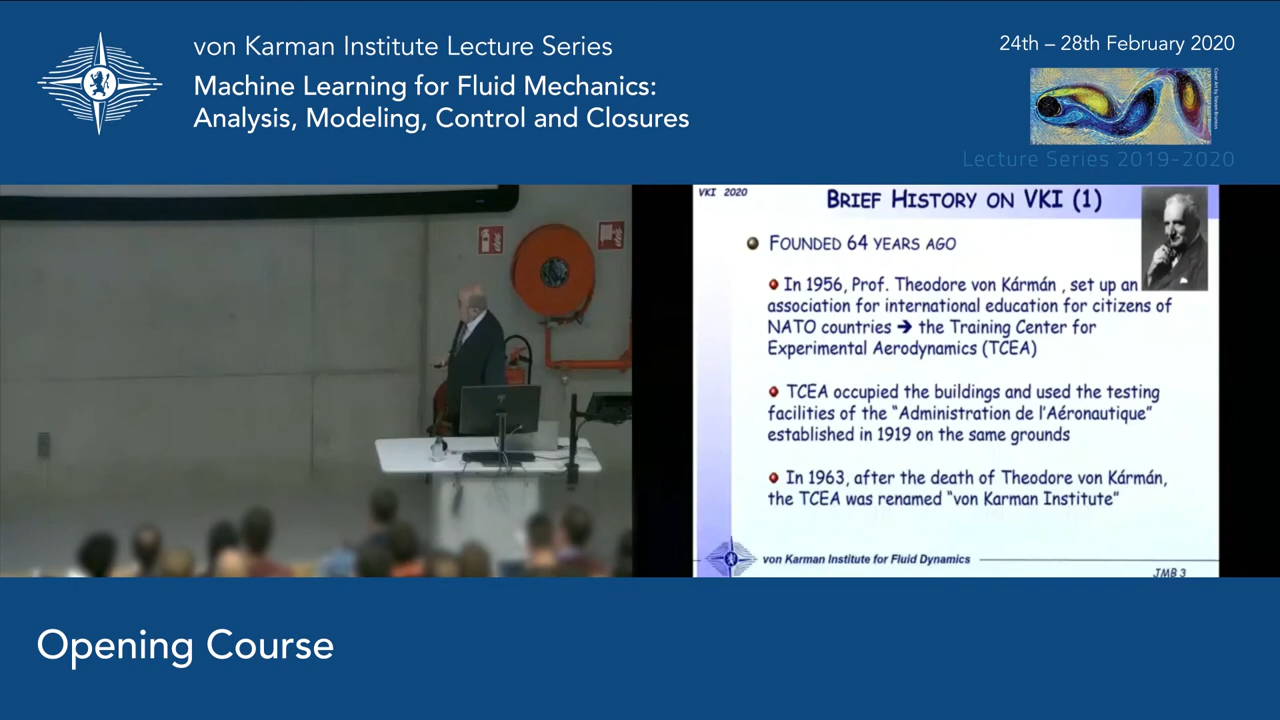 von Karman Institute Lecture Series
Machine Learning for Fluid Mechanics:
Analysis, Modeling, Control and Closures
24th – 28th February 2020
Lecture Series 2019-2020
VKI 2020
BRIEF HISTORY ON VKI (1)
FOUNDED 64 YEARS AGO
In 1956, Prof. Theodore von Kármán , set up an
association for international education for citizens of
NATO countries ➔ the Training Center for
Experimental Aerodynamics (TCEA)
TCEA occupied the buildings and used the testing
facilities of the “Administration de l’Aéronautique”
established in 1919 on the same grounds
In 1963, after the death of Theodore von Kármán,
the TCEA was renamed “von Karman Institute”
von Karman Institute for Fluid Dynamics
JMB 3
Opening Course